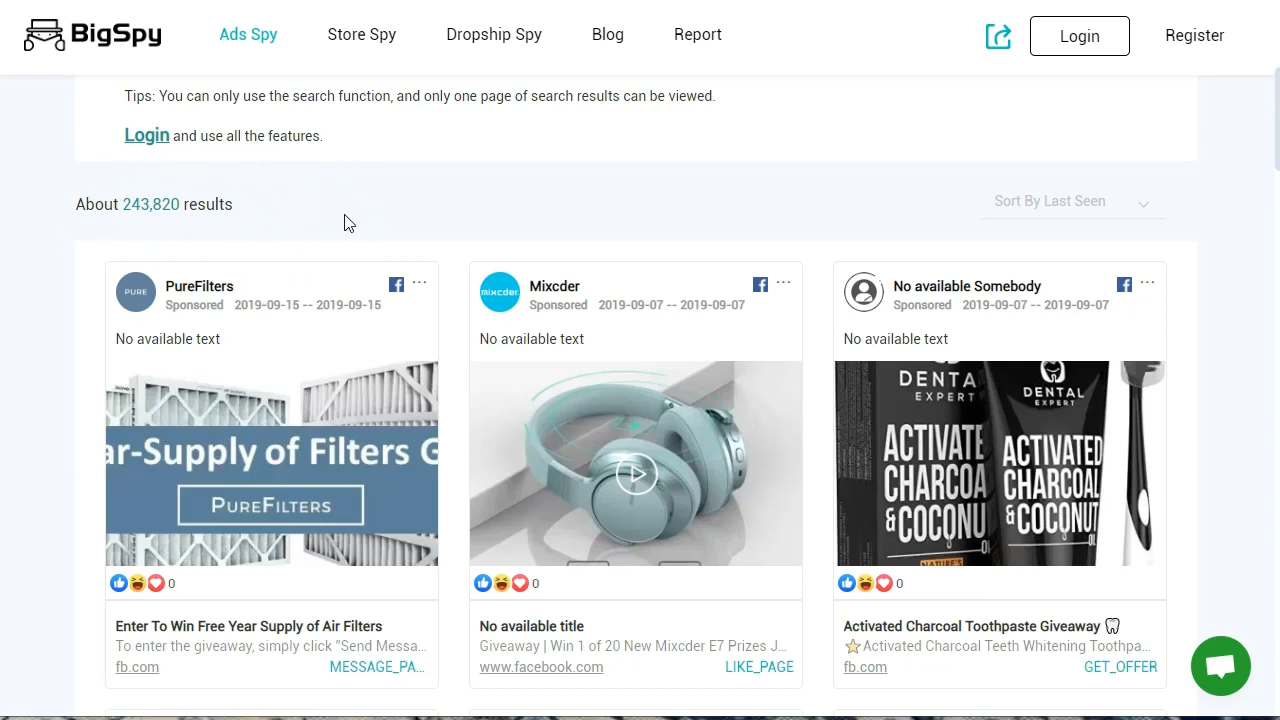 BigSpy
Ads Spy
Store Spy
Dropship Spy
Blog
Report
Login
Register
Tips: You can only use the search function, and only one page of search results can be viewed.
Login and use all the features.
About 243,820 results
Sort By Last Seen
PURE
PureFilters
Sponsored 2019-09-15 -- 2019-09-15
No available text
ar-Supply of Filters G
PUREFILTERS
0
Enter To Win Free Year Supply of Air Filters
To enter the giveaway, simply click "Send Messa...
fb.com
MESSAGE_PA...
mixcder
Mixcder
Sponsored 2019-09-07 -- 2019-09-07
No available text
0
No available title
Giveaway | Win 1 of 20 New Mixcder E7 Prizes J...
www.facebook.com
LIKE_PAGE
No available Somebody
Sponsored 2019-09-07 -- 2019-09-07
No available text
DENTA
EXPERT
ACTIVATE
CHARCOA
& COCONU
NATURE'S
DENTAL
EXPERT
ACTIVATED
CHARCOAL
& COCONUT
OIL
0
Activated Charcoal Toothpaste Giveaway 🦷
⭐Activated Charcoal Teeth Whitening Toothpa...
fb.com
GET_OFFER